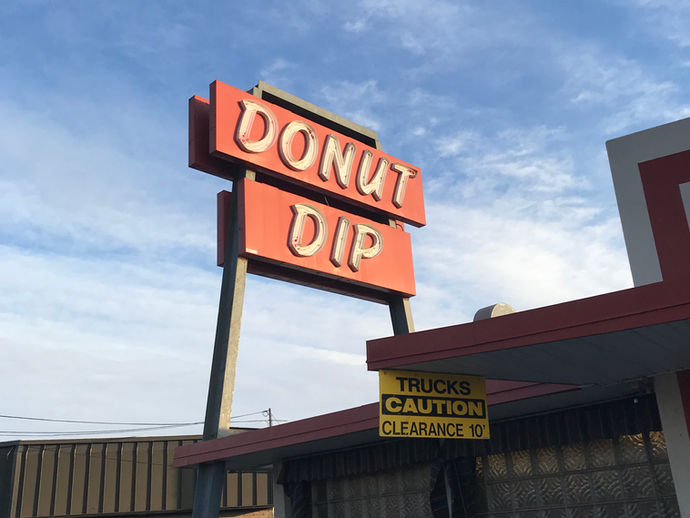 DONUT
DIP
TRUCKS
CAUTION
CLEARANCE 10'